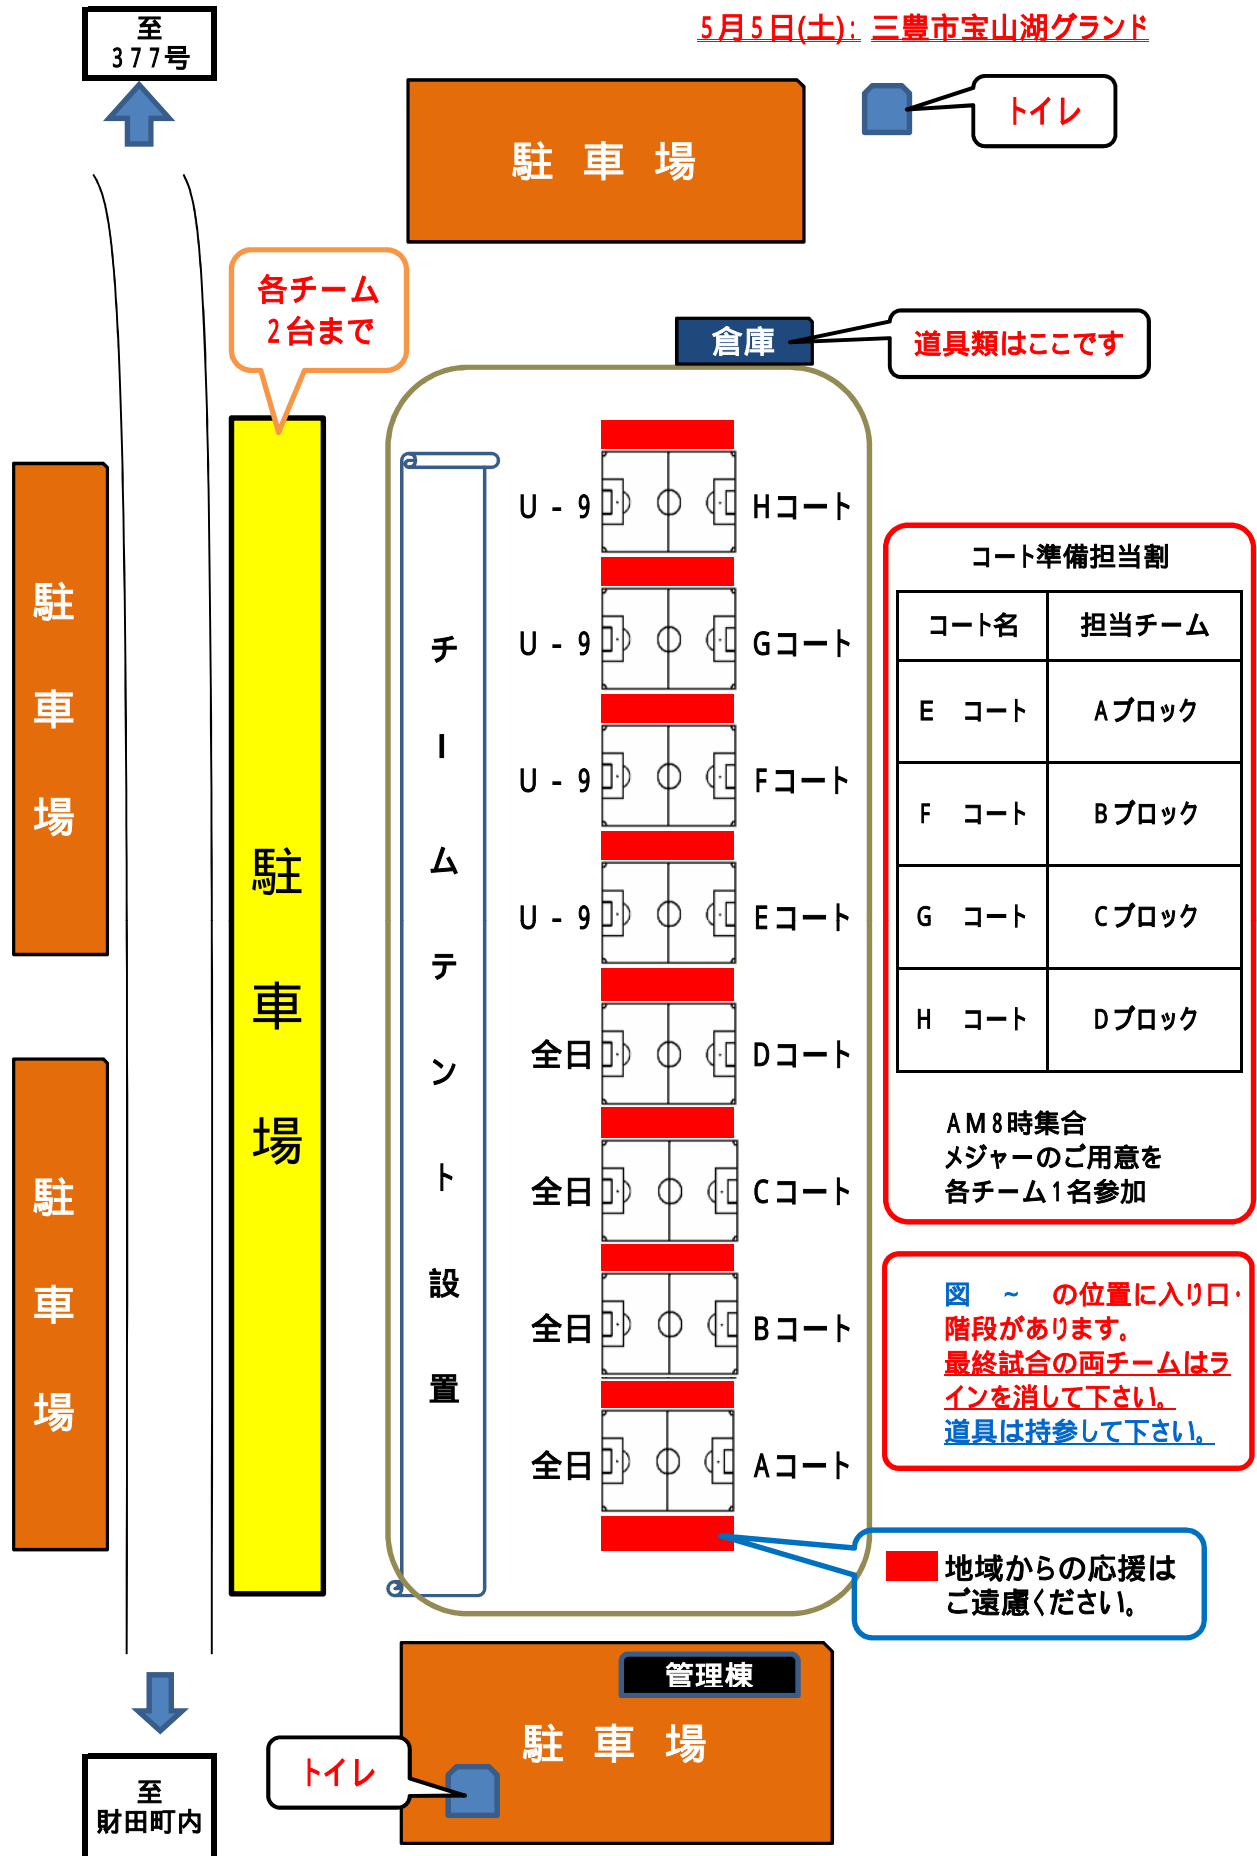 至
377号
5月5日(土): 三豊市宝山湖グランド
トイレ
駐車場
各チーム
2台まで
倉庫
道具類はここです
U-9 Hコート
U-9 Gコート
U-9 Fコート
U-9 Eコート
全日 Dコート
全日 Cコート
全日 Bコート
全日 Aコート
チームテント設置
駐車場
駐車場
駐車場
コート準備担当割
コート名 担当チーム
E コート Aブロック
F コート Bブロック
G コート Cブロック
H コート Dブロック
AM8時集合
メジャーのご用意を
各チーム1名参加
図 ~ の位置に入り口・
階段があります。
最終試合の両チームはラ
インを消して下さい。
道具は持参して下さい。
地域からの応援は
ご遠慮ください。
管理棟
駐車場
トイレ
至
財田町内